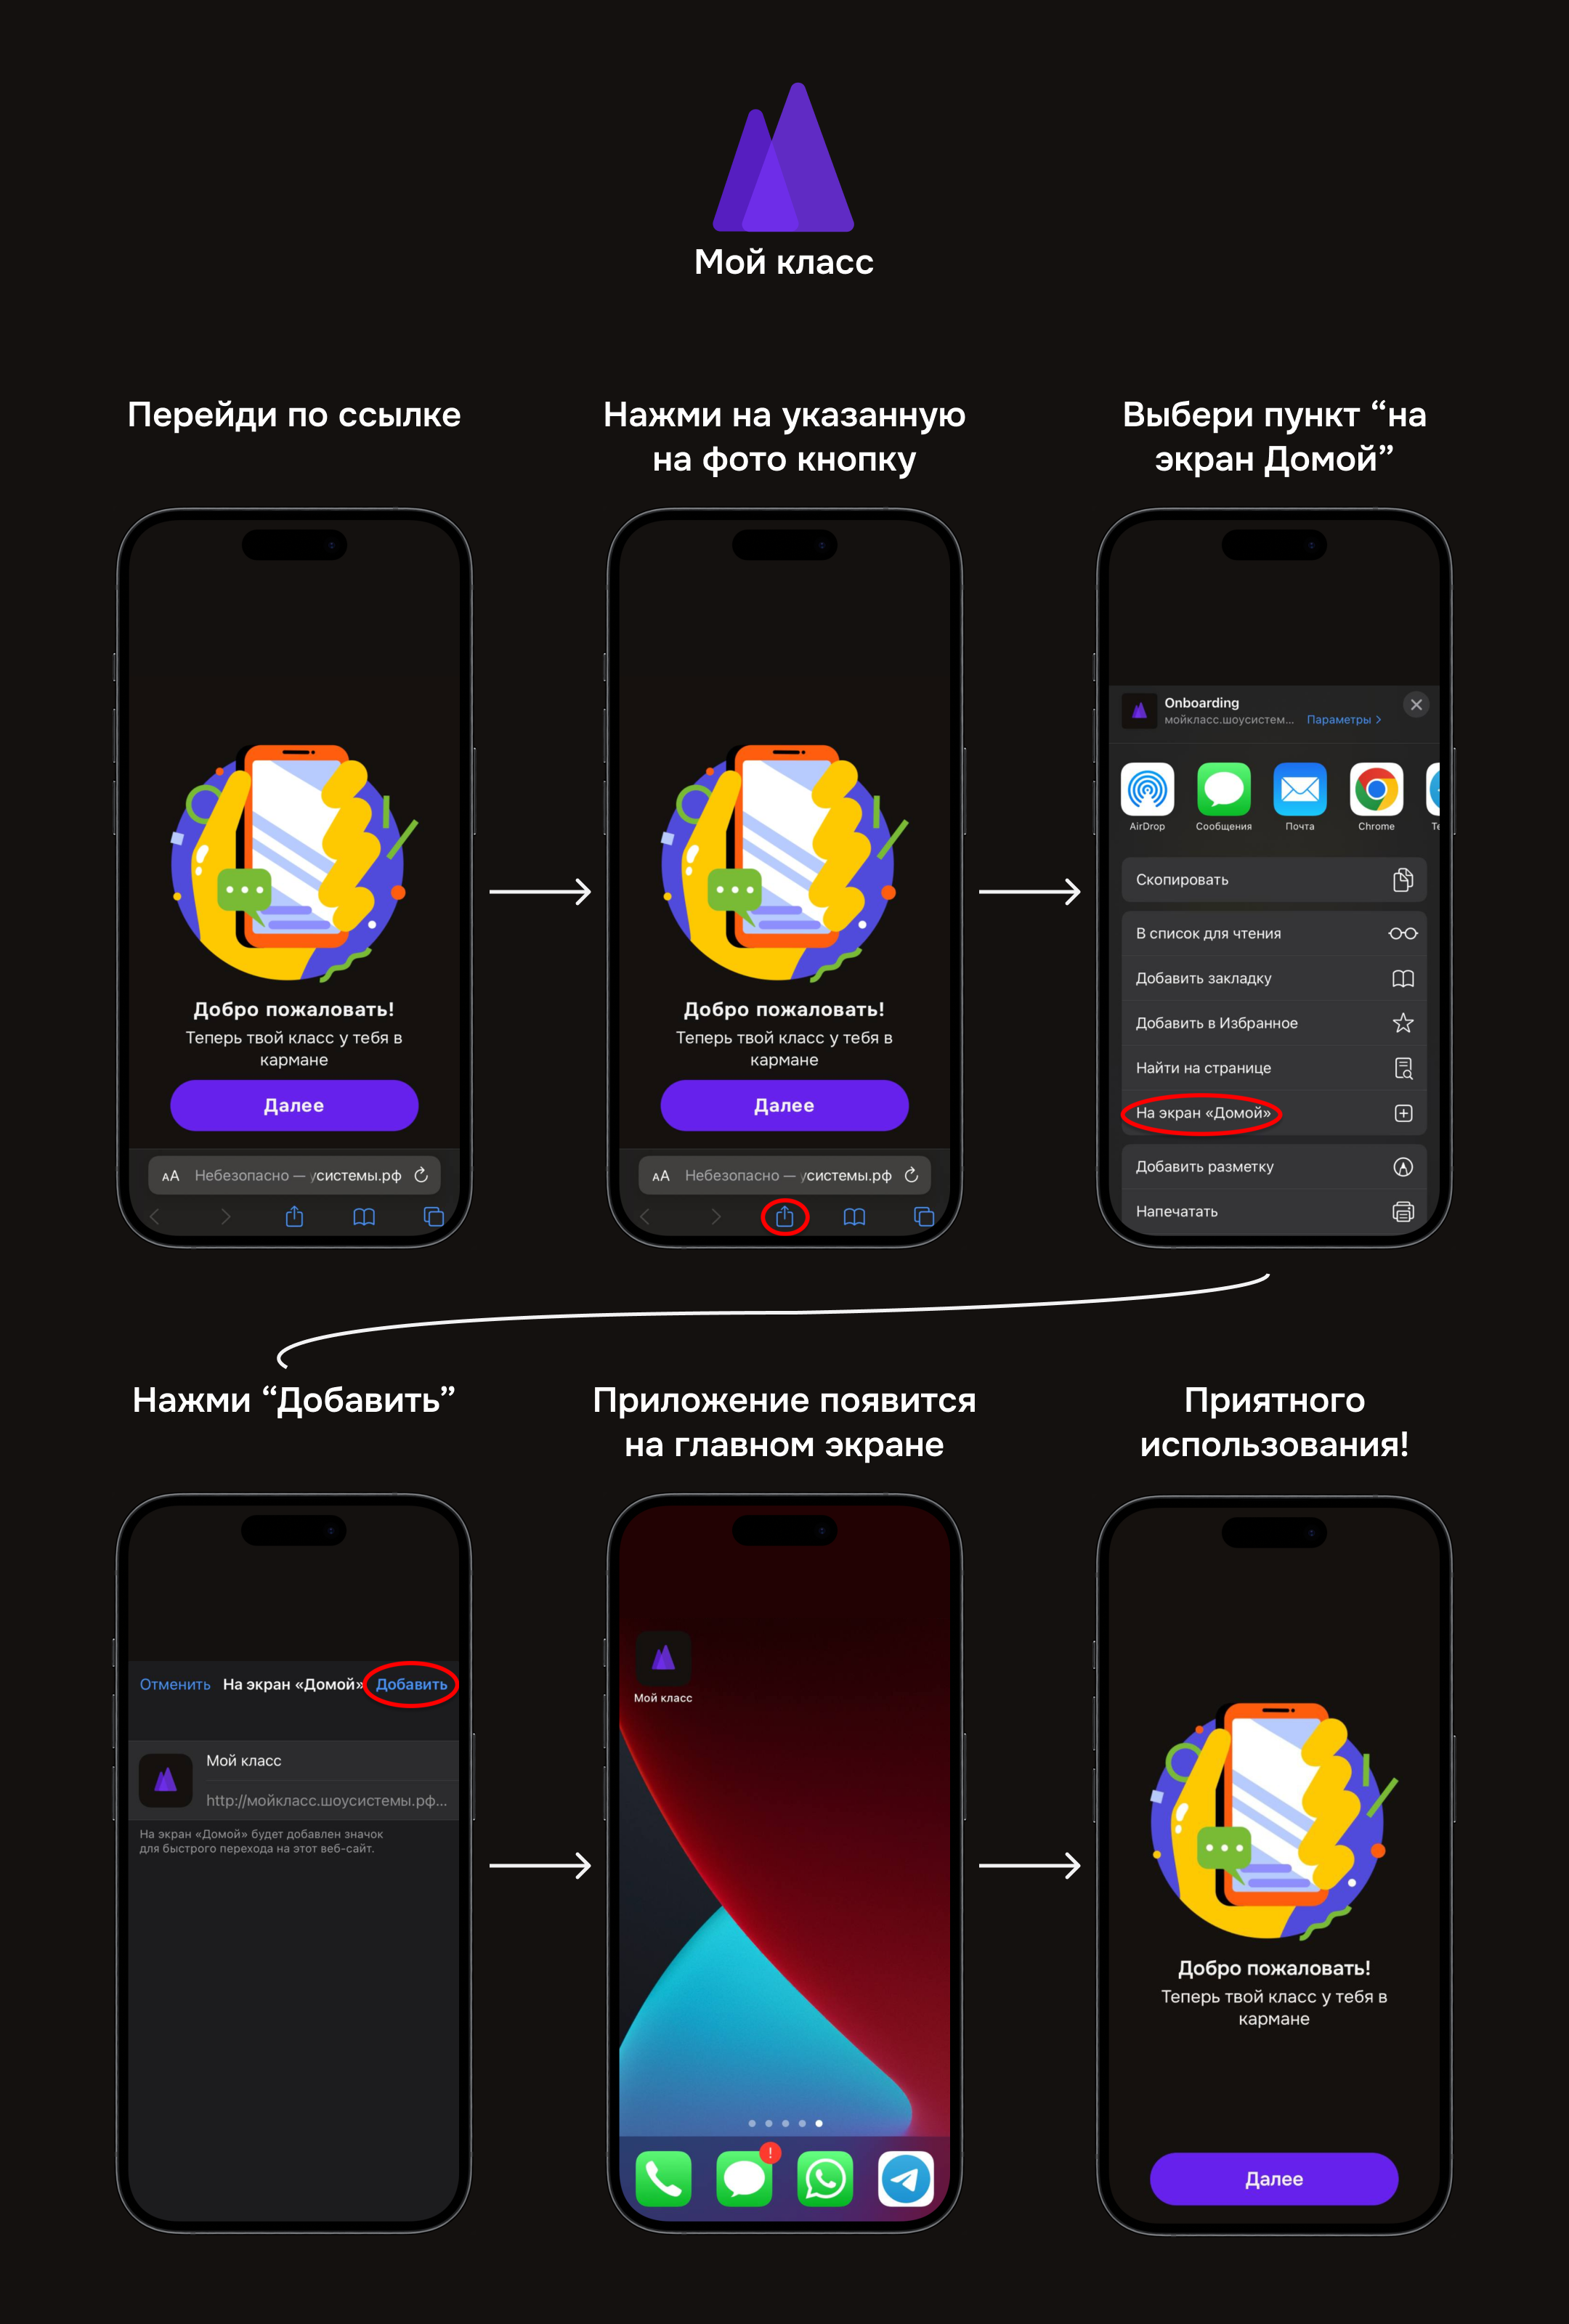 Мой класс
Перейди по ссылке
Нажми на указанную
на фото кнопку
Выбери пункт “на
экран Домой”
Добро пожаловать!
Теперь твой класс у тебя в
кармане
Далее
AA Небезопасно — усистемы.рф
Добро пожаловать!
Теперь твой класс у тебя в
кармане
Далее
AA Небезопасно — усистемы.рф
Onboarding
мойкласс.шоусистем... Параметры >
AirDrop Сообщения Почта Chrome Te
Скопировать
В список для чтения
Добавить закладку
Добавить в Избранное
Найти на странице
На экран «Домой»
Добавить разметку
Напечатать
Нажми “Добавить”
Приложение появится
на главном экране
Приятного
использования!
Отменить На экран «Домой» Добавить
Мой класс
http://мойкласс.шоусистемы.рф...
На экран «Домой» будет добавлен значок
для быстрого перехода на этот веб-сайт.
Мой класс
!
Добро пожаловать!
Теперь твой класс у тебя в
кармане
Далее